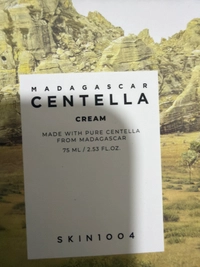 MADAGASCAR
CENTELLA
CREAM
MADE WITH PURE CENTELLA
FROM MADAGASCAR
75 ML / 2.53 FL.OZ.
SKIN1004